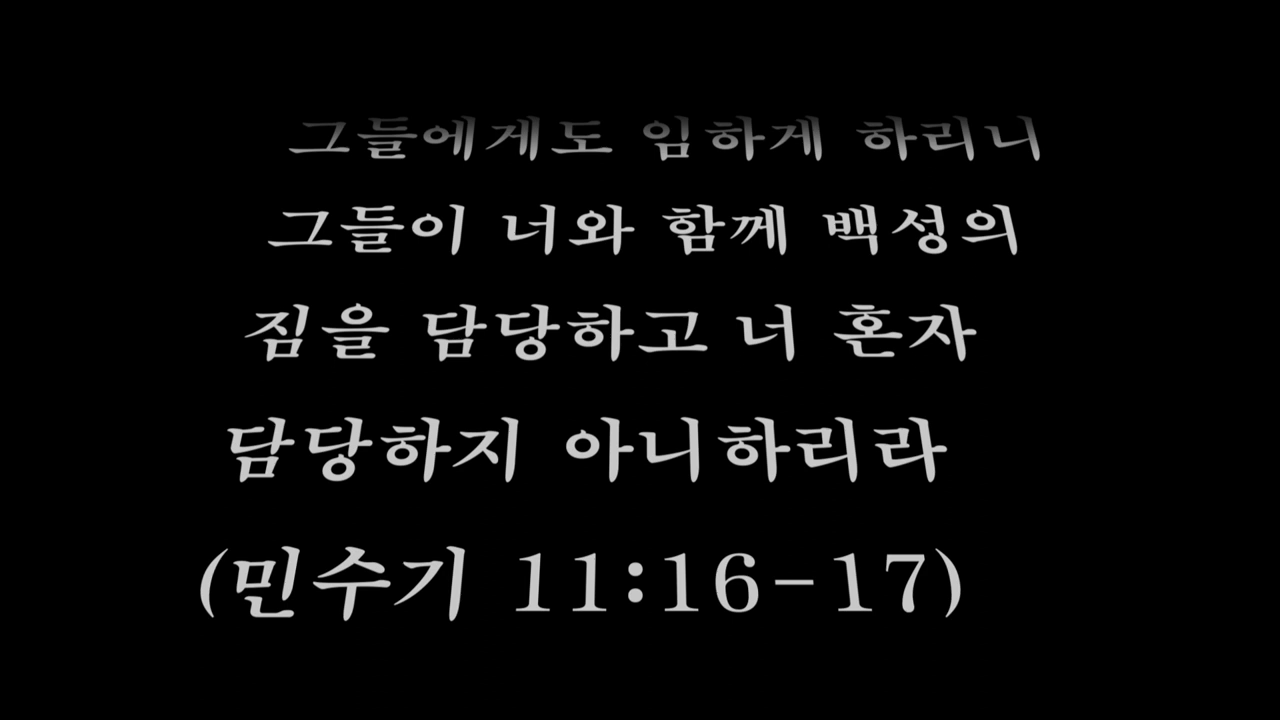 그들에게도 임하게 하리니
그들이 너와 함께 백성의
짐을 담당하고 너 혼자
담당하지 아니하리라
(민수기 11:16-17)